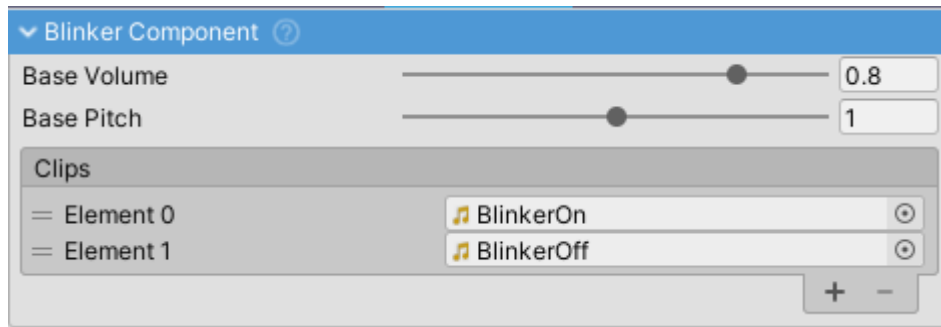 Blinker Component
Base Volume 0.8
Base Pitch 1
Clips
Element 0 BlinkerOn
Element 1 BlinkerOff